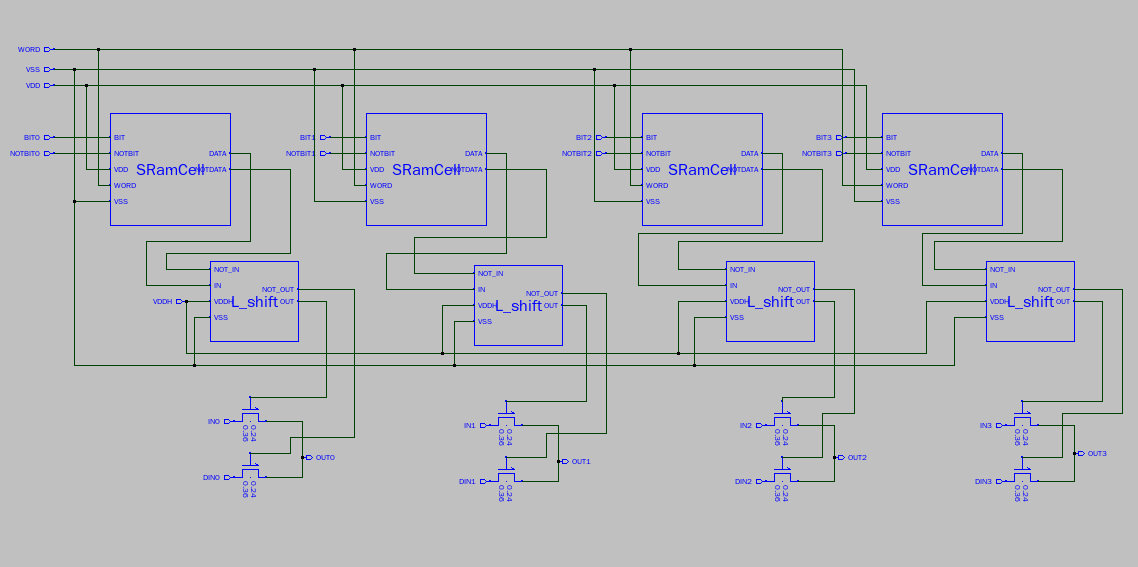 WORD
VSS
VDD
BIT0
NOTBIT0
BIT
NOTBIT
VDD
WORD
VSS
SRamCell
DATA
NOTDATA
BIT1
NOTBIT1
BIT
NOTBIT
VDD
WORD
VSS
SRamCell
DATA
NOTDATA
BIT2
NOTBIT2
BIT
NOTBIT
VDD
WORD
VSS
SRamCell
DATA
NOTDATA
BIT3
NOTBIT3
BIT
NOTBIT
VDD
WORD
VSS
SRamCell
DATA
NOTDATA
VDDH
NOT_IN
IN
VDDH
VSS
L_shift
NOT_OUT
OUT
NOT_IN
IN
VDDH
VSS
L_shift
NOT_OUT
OUT
NOT_IN
IN
VDDH
VSS
L_shift
NOT_OUT
OUT
NOT_IN
IN
VDDH
VSS
L_shift
NOT_OUT
OUT
IN0
0.24
0.36
OUT0
DIN0
0.24
0.36
IN1
0.24
0.36
OUT1
DIN1
0.24
0.36
IN2
0.24
0.36
OUT2
DIN2
0.24
0.36
IN3
0.24
0.36
OUT3
DIN3
0.24
0.36